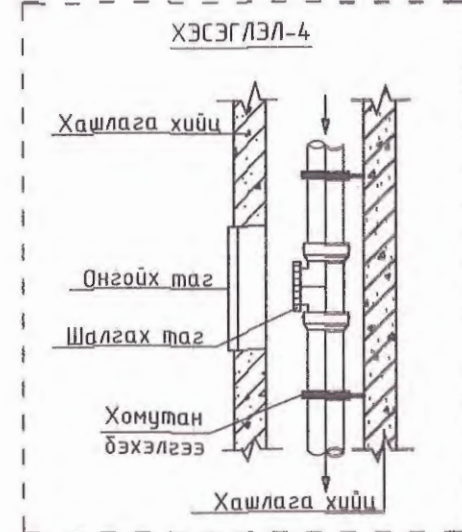 ХЭСЭГЛЭЛ-4
Хашлага хийц
Онгойх таг
Шалгах таг
Хомутан
бэхэлгээ
Хашлага хийц